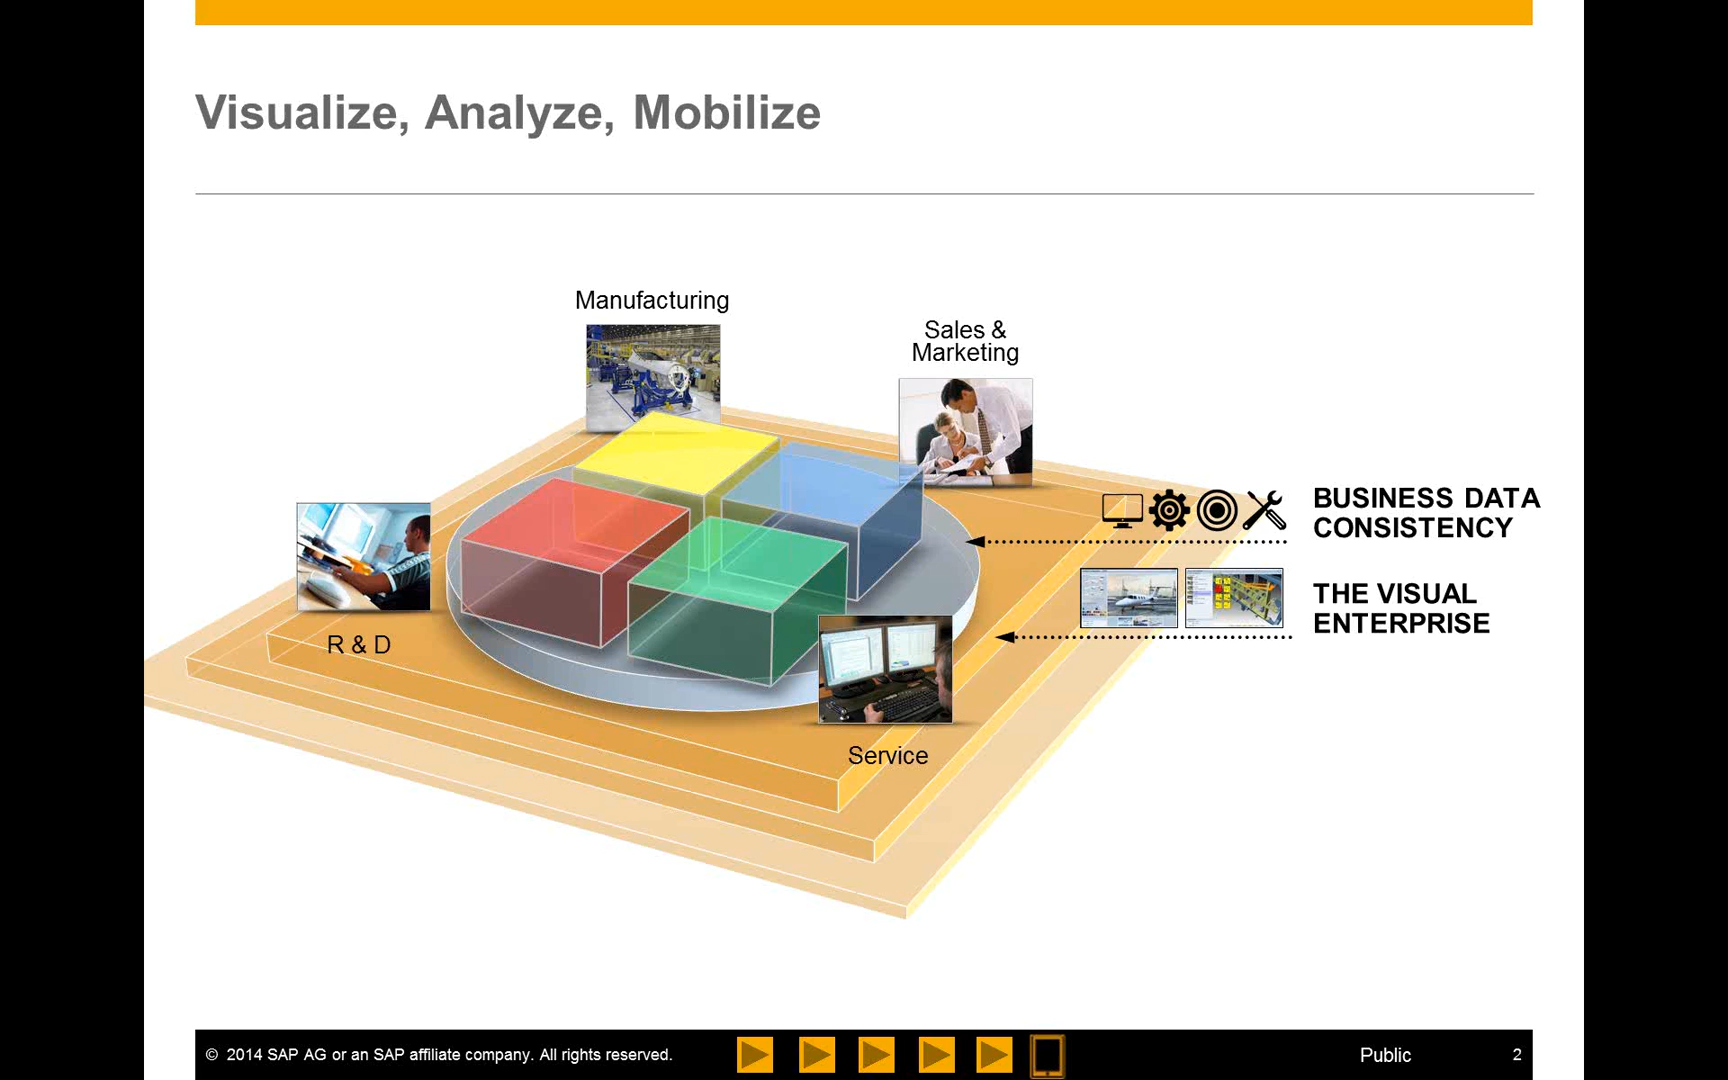 Visualize, Analyze, Mobilize
Manufacturing
Sales &
Marketing
BUSINESS DATA
CONSISTENCY
THE VISUAL
ENTERPRISE
R & D
Service
© 2014 SAP AG or an SAP affiliate company. All rights reserved.
Public
2